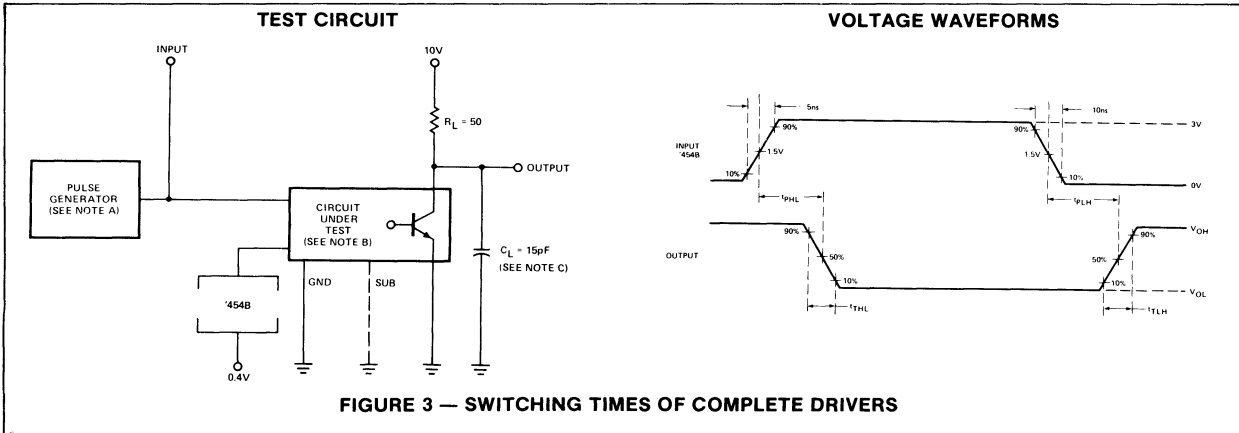 TEST CIRCUIT
INPUT
10V
R_L = 50
OUTPUT
PULSE
GENERATOR
(SEE NOTE A)
CIRCUIT
UNDER
TEST
(SEE NOTE B)
C_L = 15pF
(SEE NOTE C)
GND
SUB
'454B
0.4V
VOLTAGE WAVEFORMS
5ns
10ns
90%
90%
3V
INPUT
'454B
1.5V
1.5V
10%
10%
0V
t_PHL
t_PLH
90%
90%
V_OH
OUTPUT
50%
50%
10%
10%
V_OL
t_THL
t_TLH
FIGURE 3 — SWITCHING TIMES OF COMPLETE DRIVERS